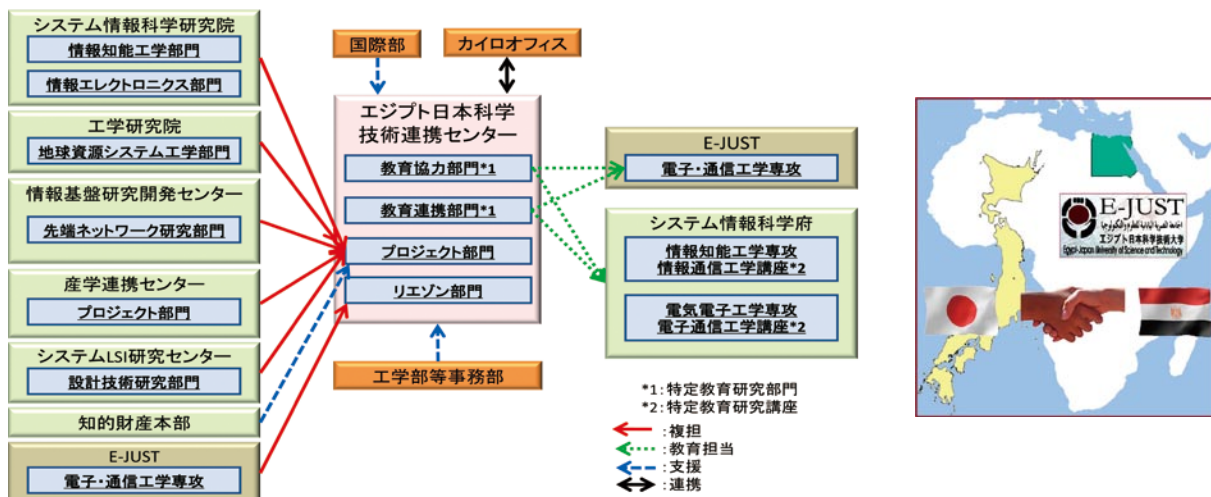 システム情報科学研究院
情報知能工学部門
情報エレクトロニクス部門
工学研究院
地球資源システム工学部門
情報基盤研究開発センター
先端ネットワーク研究部門
産学連携センター
プロジェクト部門
システムLSI研究センター
設計技術研究部門
知的財産本部
E-JUST
電子・通信工学専攻
国際部
カイロオフィス
エジプト日本科学
技術連携センター
教育協力部門*1
教育連携部門*1
プロジェクト部門
リエゾン部門
工学部等事務部
E-JUST
電子・通信工学専攻
システム情報科学府
情報知能工学専攻
情報通信工学講座*2
電気電子工学専攻
電子通信工学講座*2
*1:特定教育研究部門
*2:特定教育研究講座
:複担
:教育担当
:支援
:連携
E-JUST
エジプト日本科学技術大学
Egypt-Japan University of Science and Technology